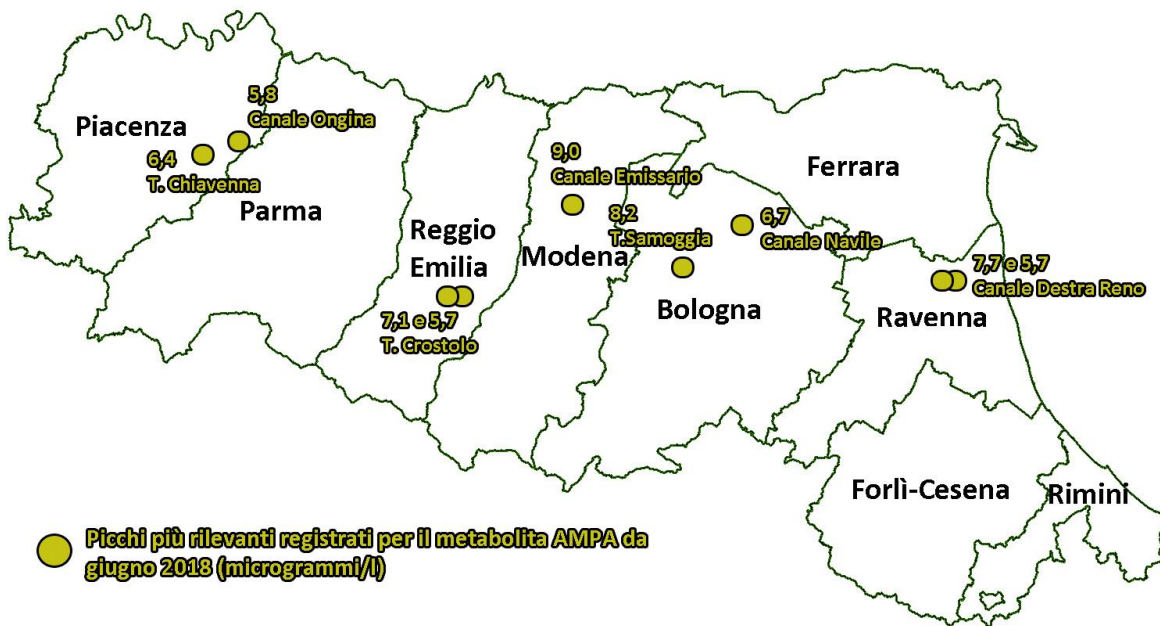 5,8
Canale Ongina
Piacenza
6,4
T. Chiavenna
Parma
Reggio
Emilia
7,1 e 5,7
T. Crostolo
9,0
Canale Emissario
Modena
8,2
T.Samoggia
6,7
Canale Navile
Bologna
Ferrara
7,7 e 5,7
Canale Destra Reno
Ravenna
Forlì-Cesena
Rimini
Picchi più rilevanti registrati per il metabolita AMPA da
giugno 2018 (microgrammi/l)